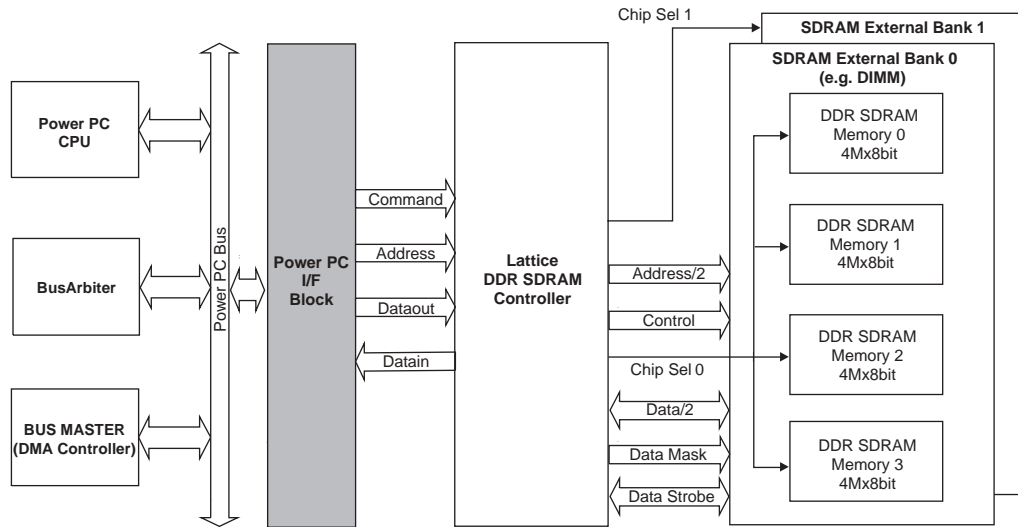 Chip Sel 1
SDRAM External Bank 1
SDRAM External Bank 0
(e.g. DIMM)
Power PC
CPU
BusArbiter
BUS MASTER
(DMA Controller)
Power PC Bus
Power PC
I/F
Block
Command
Address
Dataout
Datain
Lattice
DDR SDRAM
Controller
Address/2
Control
Chip Sel 0
Data/2
Data Mask
Data Strobe
DDR SDRAM
Memory 0
4Mx8bit
DDR SDRAM
Memory 1
4Mx8bit
DDR SDRAM
Memory 2
4Mx8bit
DDR SDRAM
Memory 3
4Mx8bit